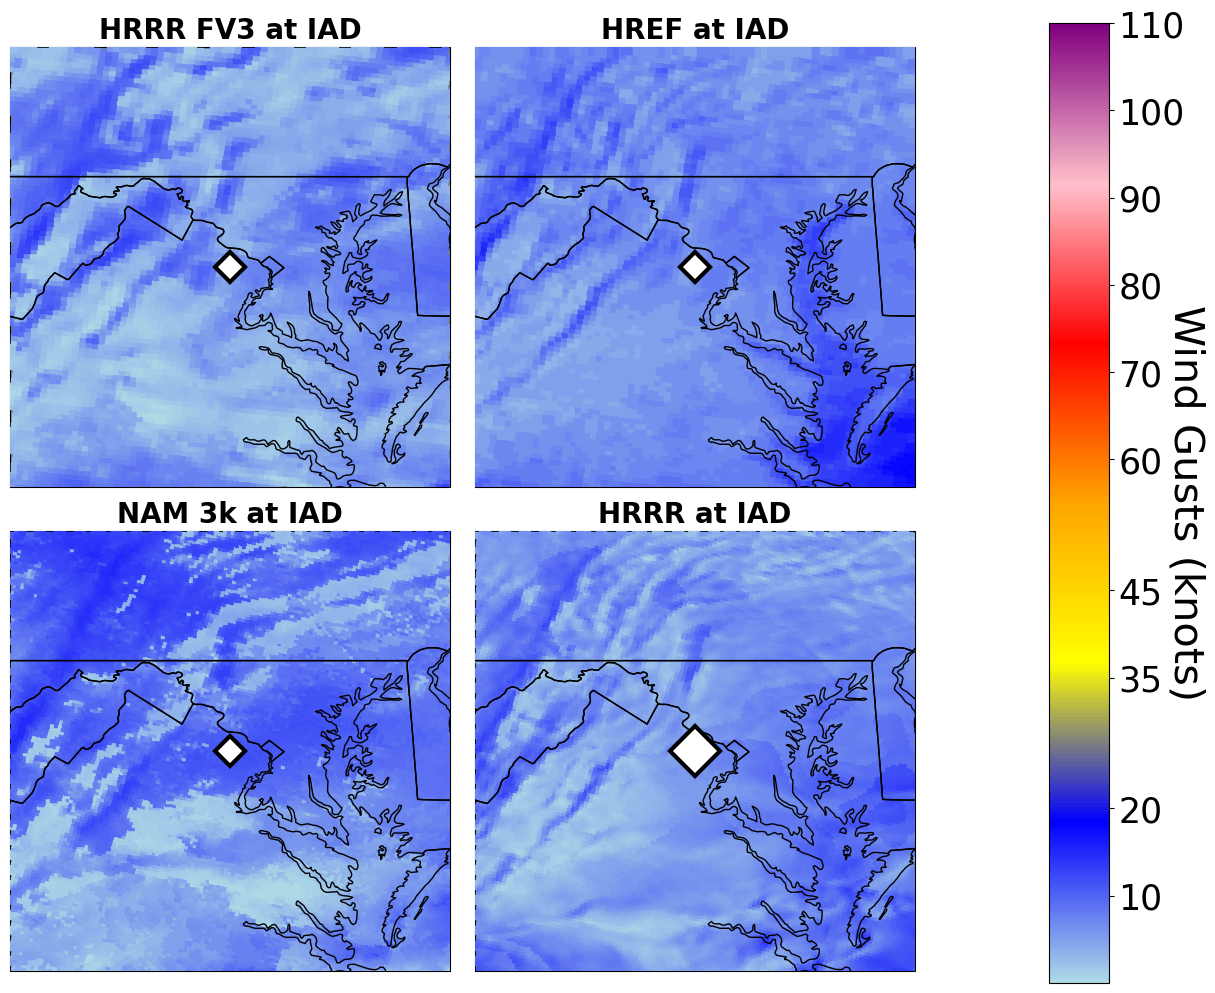 HRRR FV3 at IAD
HREF at IAD
NAM 3k at IAD
HRRR at IAD
110
100
90
80
70
60
45
35
20
10
Wind Gusts (knots)